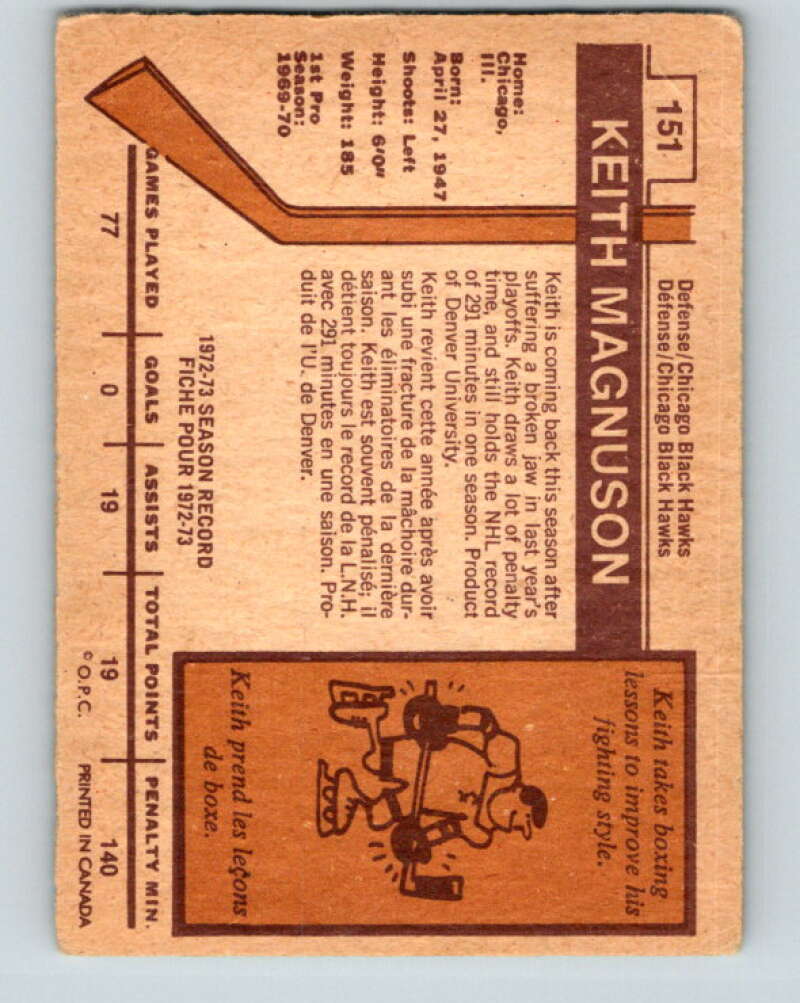 151
Defense/Chicago Black Hawks
Défense/Chicago Black Hawks
KEITH MAGNUSON
Home:
Chicago,
Ill.
Born:
April 27, 1947
Shoots: Left
Height: 6'0"
Weight: 185
1st Pro
Season:
1969-70
Keith is coming back this season after
suffering a broken jaw in last year's
playoffs. Keith draws a lot of penalty
time, and still holds the NHL record
of 291 minutes in one season. Product
of Denver University.
Keith revient cette année après avoir
subi une fracture de la mâchoire dur-
ant les éliminatoires de la dernière
saison. Keith est souvent pénalisé; il
détient toujours le record de la L.N.H.
avec 291 minutes en une saison. Pro-
duit de l'U. de Denver.
Keith takes boxing
lessons to improve his
fighting style.
Keith prend les leçons
de boxe.
1972-73 SEASON RECORD
FICHE POUR 1972-73
GAMES PLAYED GOALS ASSISTS TOTAL POINTS PENALTY MIN.
77 0 19 19 140
© O.P.C. PRINTED IN CANADA